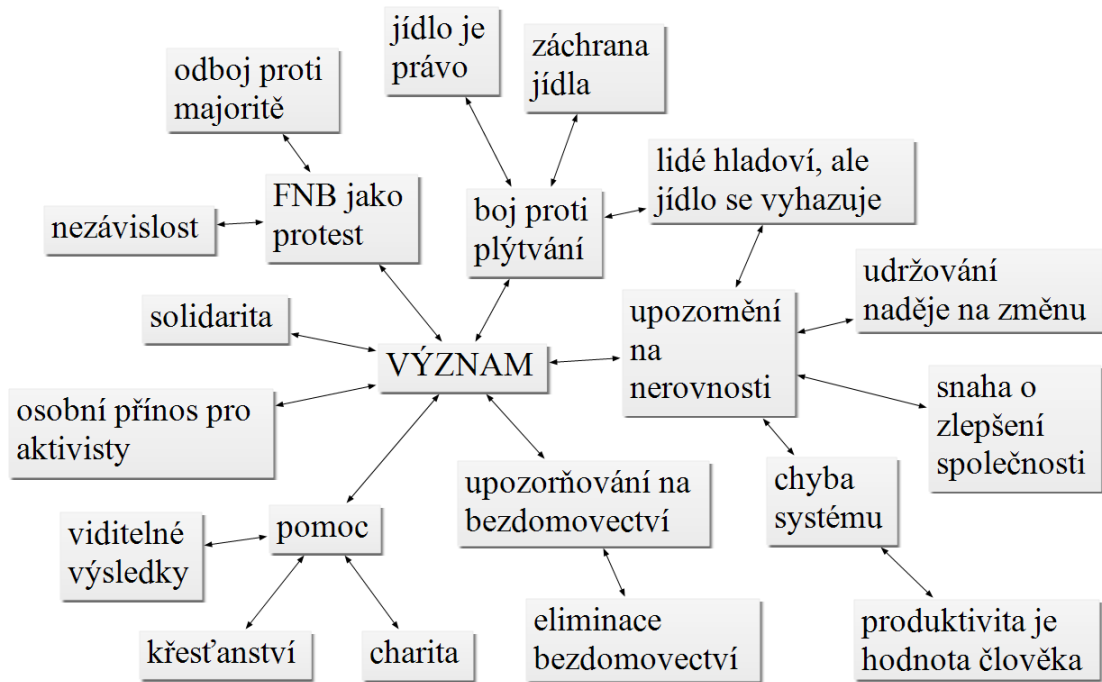 jídlo je
právo
záchrana
jídla
odboj proti
majoritě
lidé hladoví, ale
jídlo se vyhazuje
FNB jako
protest
boj proti
plýtvání
nezávislost
udržování
naděje na změnu
upozornění
na
nerovnosti
solidarita
VÝZNAM
snaha o
zlepšení
společnosti
osobní přínos pro
aktivisty
upozorňování na
bezdomovectví
chyba
systému
pomoc
viditelné
výsledky
eliminace
bezdomovectví
produktivita je
hodnota člověka
křesťanství
charita